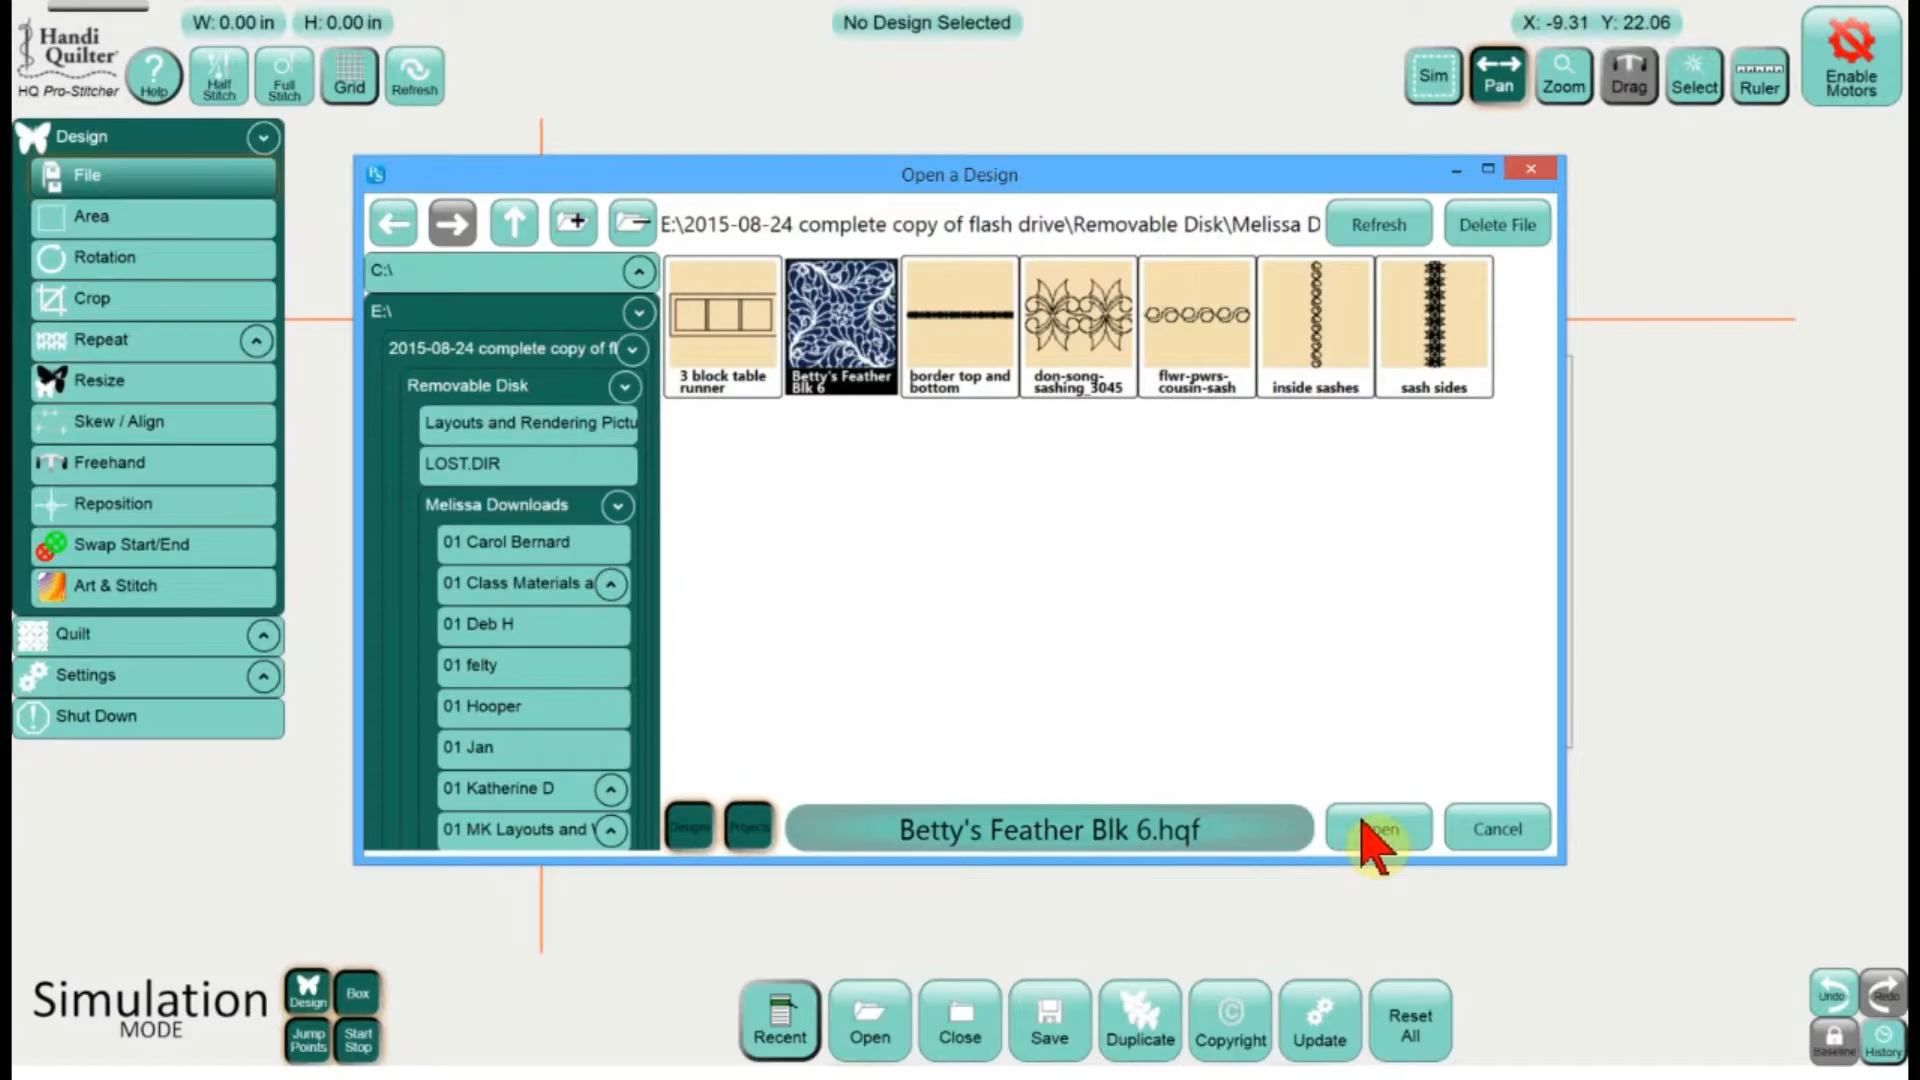 W: 0.00 in H: 0.00 in
No Design Selected
X: -9.31 Y: 22.06
Handi
Quilter
HQ Pro-Stitcher
?
Help
Half
Stitch
Full
Stitch
Grid
Refresh
Sim
Pan
Zoom
Drag
Select
Ruler
Enable
Motors
Design
File
Area
Rotation
Crop
Repeat
Resize
Skew / Align
Freehand
Reposition
Swap Start/End
Art & Stitch
Quilt
Settings
Shut Down
PS
Open a Design
E:\2015-08-24 complete copy of flash drive\Removable Disk\Melissa D
Refresh
Delete File
C:\
E:\
2015-08-24 complete copy of fl
Removable Disk
Layouts and Rendering Pictu
LOST.DIR
Melissa Downloads
01 Carol Bernard
01 Class Materials a
01 Deb H
01 felty
01 Hooper
01 Jan
01 Katherine D
01 MK Layouts and
3 block table
runner
Betty's Feather
Blk 6
border top and
bottom
don-song-
sashing_3045
flwr-pwrs-
cousin-sash
inside sashes
sash sides
Designs
Projects
Betty's Feather Blk 6.hqf
Cancel
Simulation
MODE
Design
Box
Jump
Points
Start
Stop
Recent
Open
Close
Save
Duplicate
©
Copyright
Update
Reset
All
Undo
Redo
Baseline
History